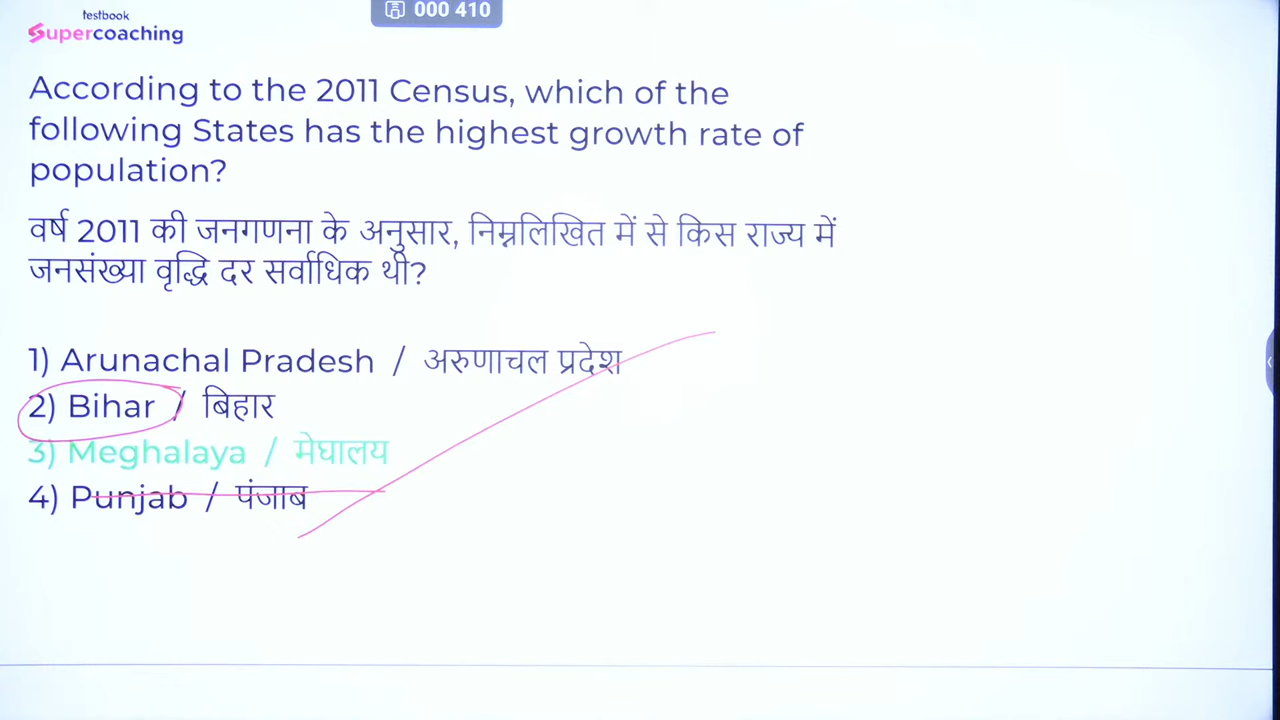 testbook
Supercoaching
000 410
According to the 2011 Census, which of the
following States has the highest growth rate of
population?
वर्ष 2011 की जनगणना के अनुसार, निम्नलिखित में से किस राज्य में
जनसंख्या वृद्धि दर सर्वाधिक थी?
1) Arunachal Pradesh / अरुणाचल प्रदेश
2) Bihar / बिहार
3) Meghalaya / मेघालय
4) Punjab / पंजाब